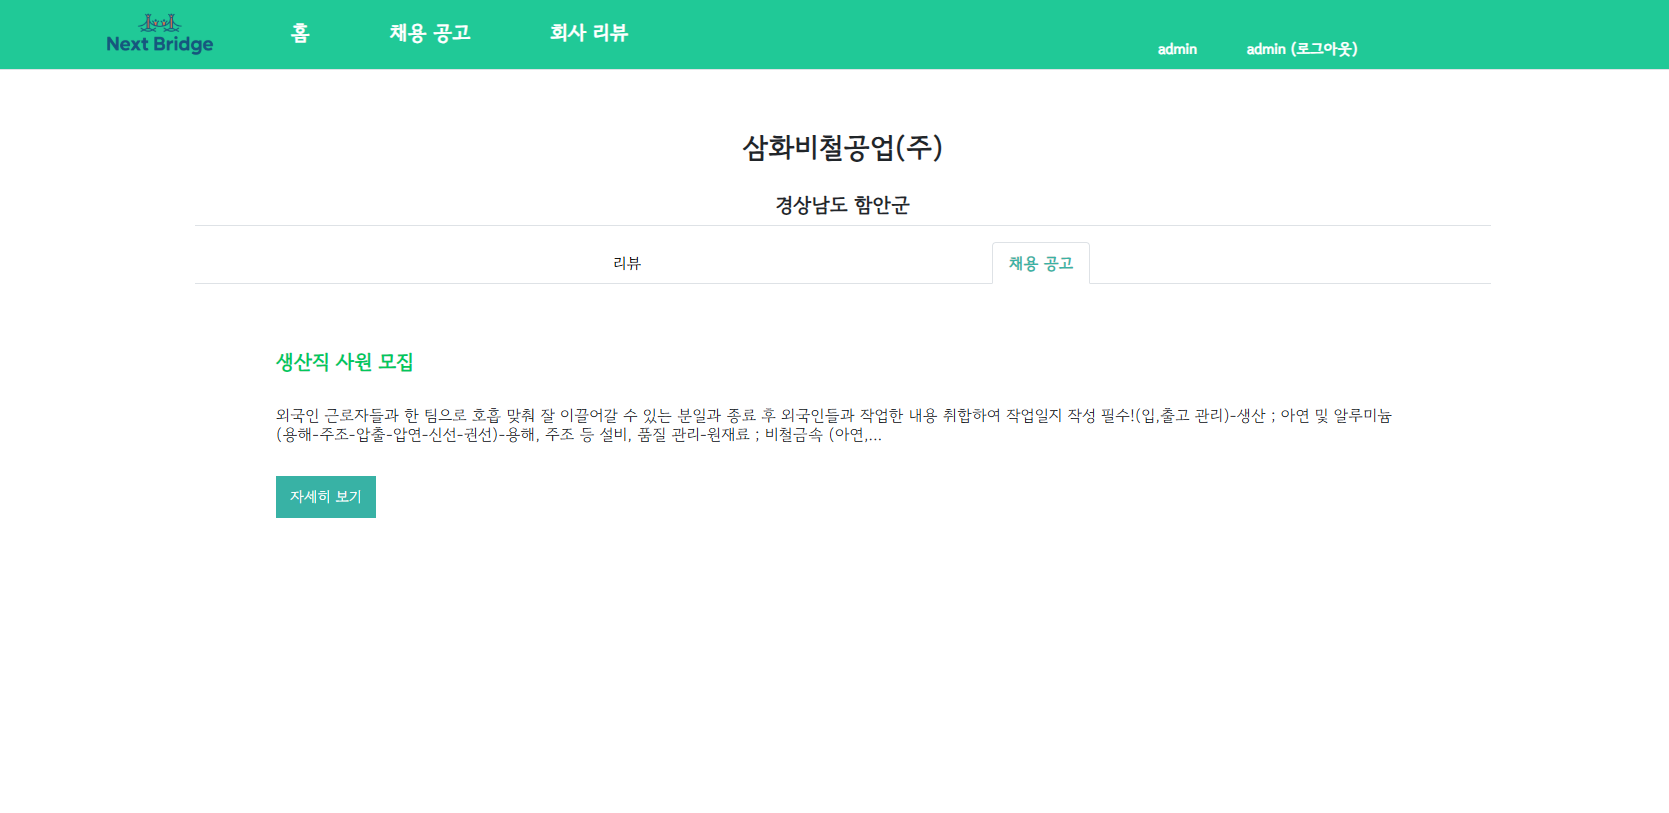 Next Bridge
홈
채용 공고
회사 리뷰
admin
admin (로그아웃)
삼화비철공업(주)
경상남도 함안군
리뷰
채용 공고
생산직 사원 모집
외국인 근로자들과 한 팀으로 호흡 맞춰 잘 이끌어갈 수 있는 분일과 종료 후 외국인들과 작업한 내용 취합하여 작업일지 작성 필수!(입,출고 관리)-생산 ; 아연 및 알루미늄
(용해-주조-압출-압연-신선-권선)-용해, 주조 등 설비, 품질 관리-원재료 ; 비철금속 (아연,...
자세히 보기